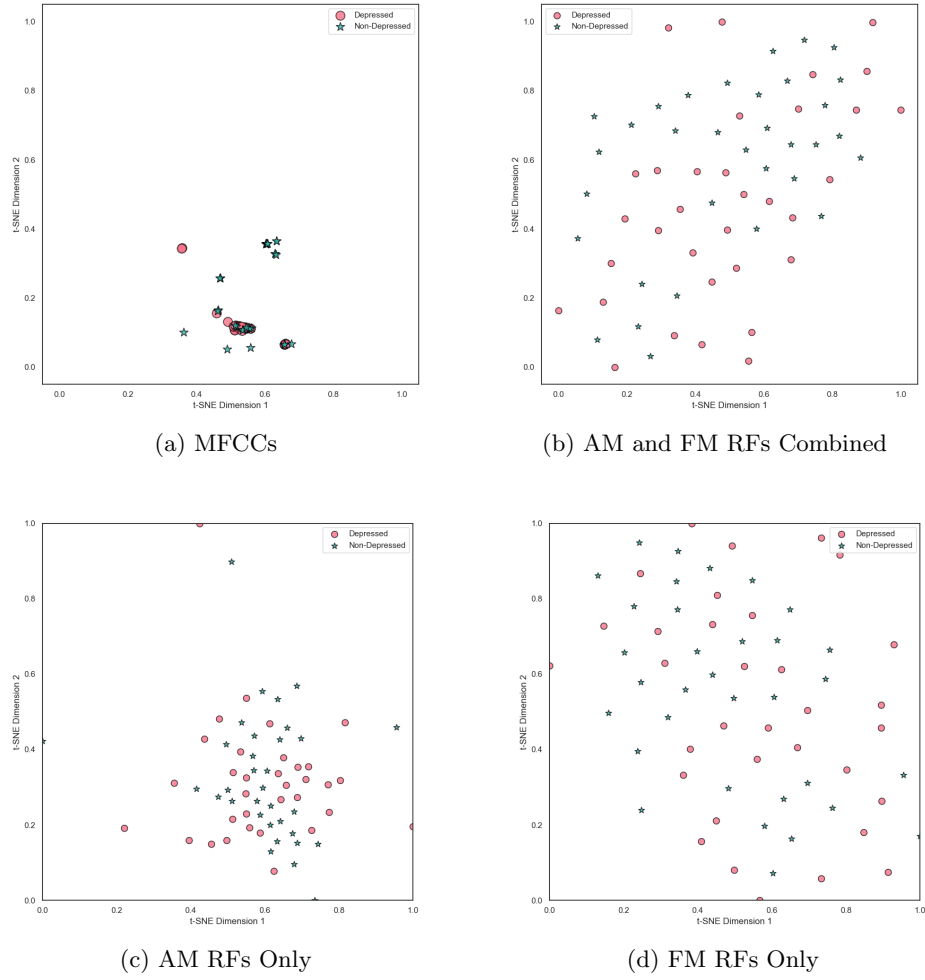 Depressed
Non-Depressed
1.0
0.8
0.6
0.4
0.2
0.0
t-SNE Dimension 2
0.0 0.2 0.4 0.6 0.8 1.0
t-SNE Dimension 1
(a) MFCCs
Depressed
Non-Depressed
1.0
0.8
0.6
0.4
0.2
0.0
t-SNE Dimension 2
0.0 0.2 0.4 0.6 0.8 1.0
t-SNE Dimension 1
(b) AM and FM RFs Combined
Depressed
Non-Depressed
1.0
0.8
0.6
0.4
0.2
0.0
t-SNE Dimension 2
0.0 0.2 0.4 0.6 0.8 1.0
t-SNE Dimension 1
(c) AM RFs Only
Depressed
Non-Depressed
1.0
0.8
0.6
0.4
0.2
0.0
t-SNE Dimension 2
0.0 0.2 0.4 0.6 0.8 1.0
t-SNE Dimension 1
(d) FM RFs Only